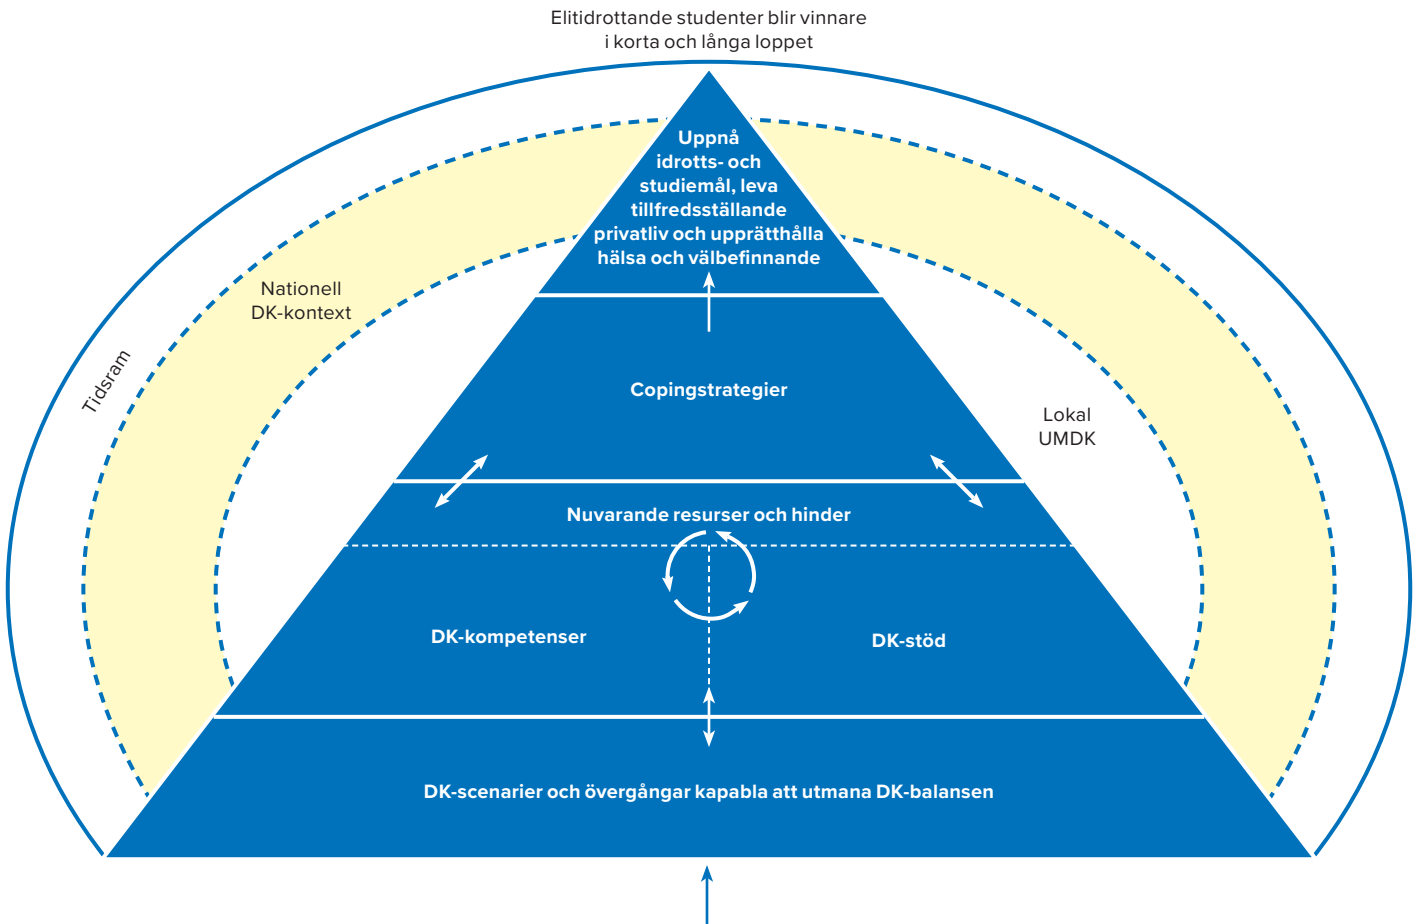 Elitidrottande studenter blir vinnare
i korta och långa loppet
Uppnå
idrotts- och
studiemål, leva
tillfredsställande
privatliv och upprätthålla
hälsa och välbefinnande
Nationell
DK-kontext
Tidsram
Copingstrategier
Lokal
UMDK
Nuvarande resurser och hinder
DK-kompetenser
DK-stöd
DK-scenarier och övergångar kapabla att utmana DK-balansen